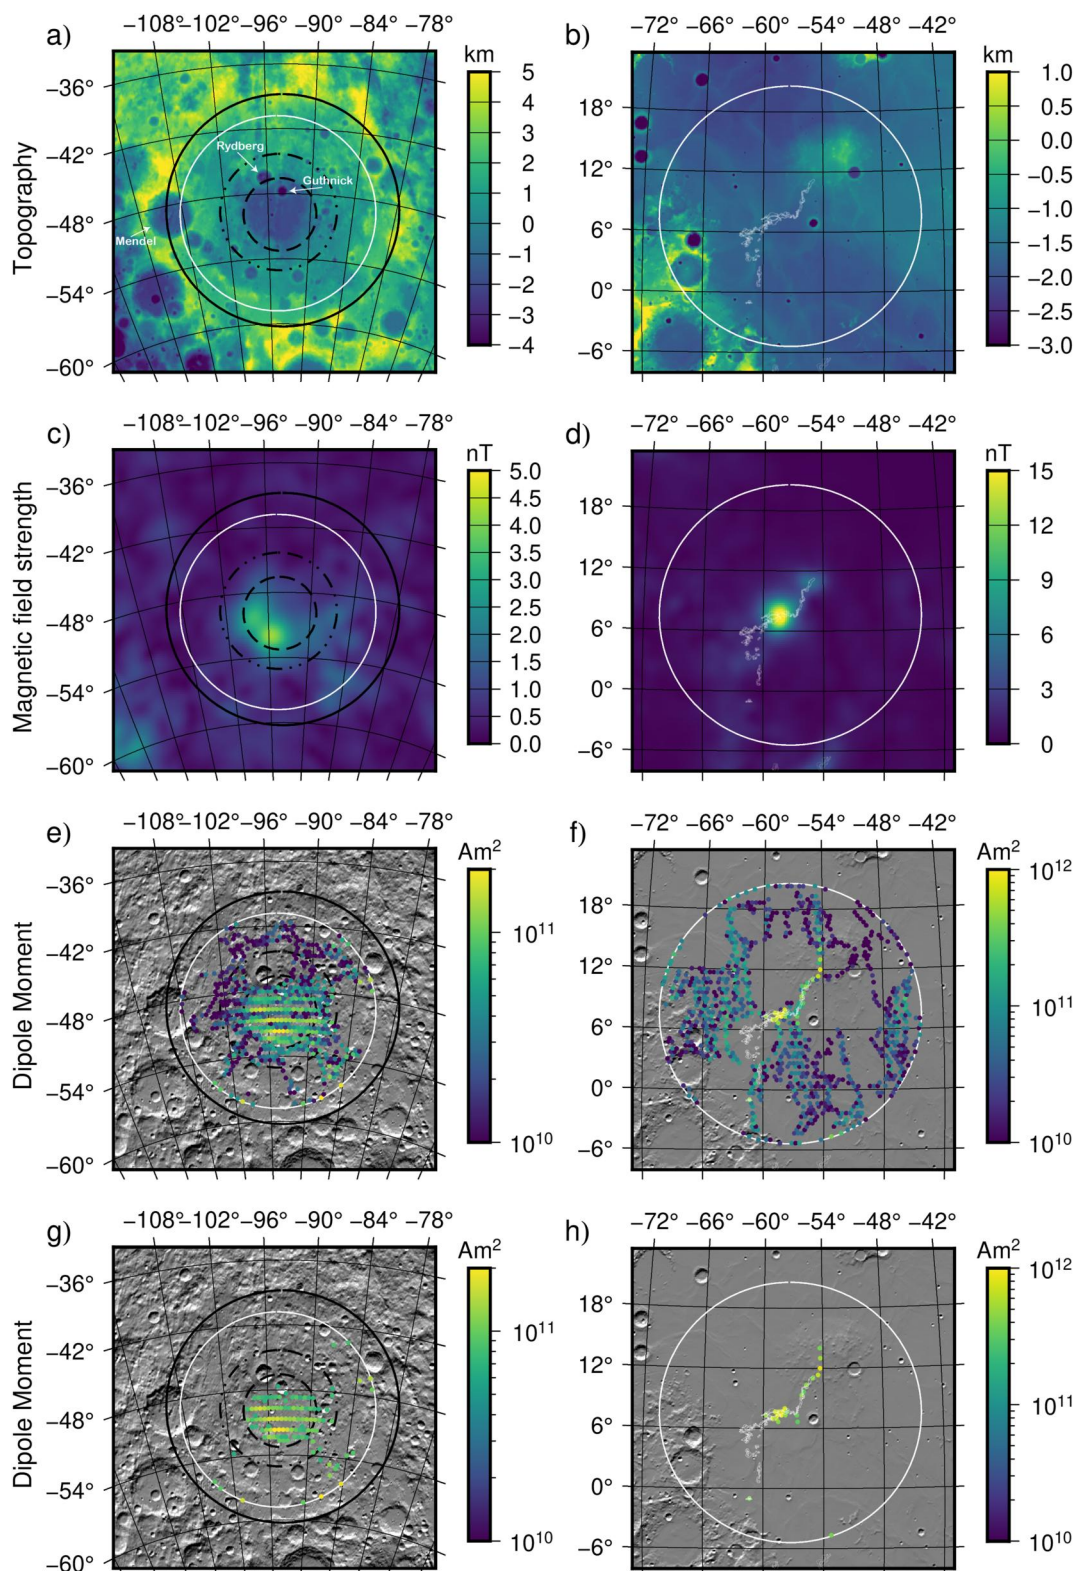 −108° −102° −96° −90° −84° −78°
a)
km
−36°
−42°
−48°
−54°
−60°
5
4
3
2
1
0
−1
−2
−3
−4
Rydberg
Guthnick
Mendel
Topography
−72° −66° −60° −54° −48° −42°
b)
km
18°
12°
6°
0°
−6°
1.0
0.5
0.0
−0.5
−1.0
−1.5
−2.0
−2.5
−3.0
−108° −102° −96° −90° −84° −78°
c)
nT
−36°
−42°
−48°
−54°
−60°
5.0
4.5
4.0
3.5
3.0
2.5
2.0
1.5
1.0
0.5
0.0
Magnetic field strength
−72° −66° −60° −54° −48° −42°
d)
nT
18°
12°
6°
0°
−6°
15
12
9
6
3
0
−108° −102° −96° −90° −84° −78°
e)
Am²
−36°
−42°
−48°
−54°
−60°
10¹¹
10¹⁰
Dipole Moment
−72° −66° −60° −54° −48° −42°
f)
Am²
18°
12°
6°
0°
−6°
10¹²
10¹¹
10¹⁰
−108° −102° −96° −90° −84° −78°
g)
Am²
−36°
−42°
−48°
−54°
−60°
10¹¹
10¹⁰
Dipole Moment
−72° −66° −60° −54° −48° −42°
h)
Am²
18°
12°
6°
0°
−6°
10¹²
10¹¹
10¹⁰